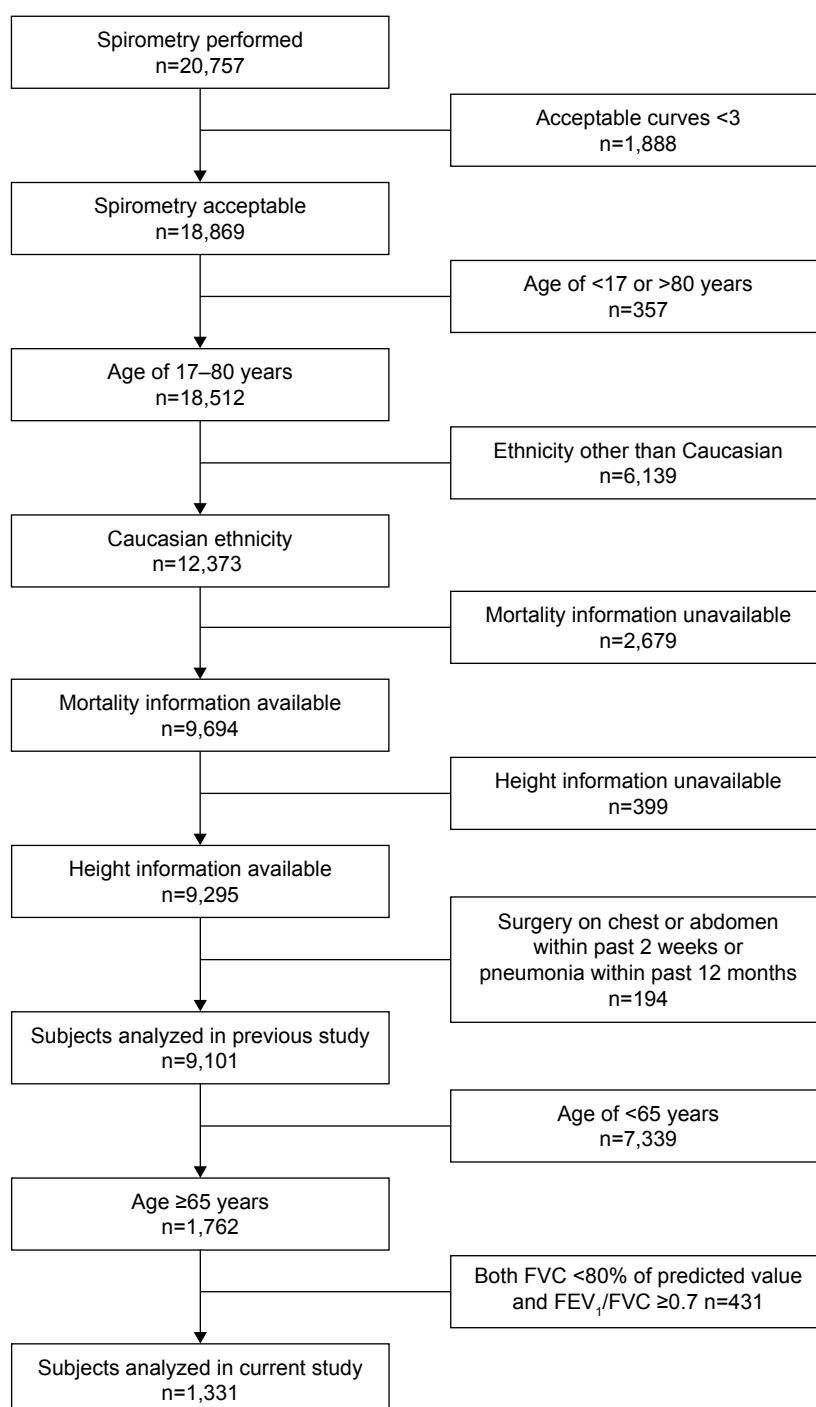 Spirometry performed
n=20,757
Acceptable curves <3
n=1,888
Spirometry acceptable
n=18,869
Age of <17 or >80 years
n=357
Age of 17–80 years
n=18,512
Ethnicity other than Caucasian
n=6,139
Caucasian ethnicity
n=12,373
Mortality information unavailable
n=2,679
Mortality information available
n=9,694
Height information unavailable
n=399
Height information available
n=9,295
Surgery on chest or abdomen
within past 2 weeks or
pneumonia within past 12 months
n=194
Subjects analyzed in previous study
n=9,101
Age of <65 years
n=7,339
Age ≥65 years
n=1,762
Both FVC <80% of predicted value
and FEV₁/FVC ≥0.7 n=431
Subjects analyzed in current study
n=1,331